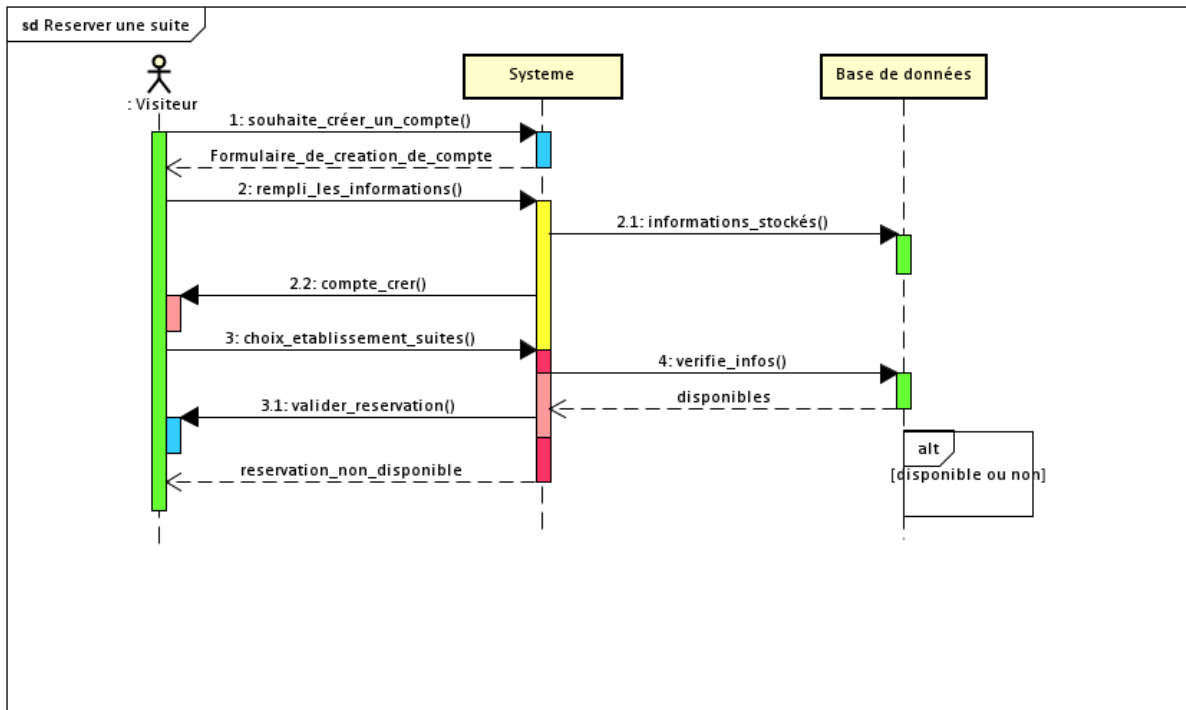 sd Reserver une suite
: Visiteur
Systeme
Base de données
1: souhaite_créer_un_compte()
Formulaire_de_creation_de_compte
2: rempli_les_informations()
2.1: informations_stockés()
2.2: compte_crer()
3: choix_etablissement_suites()
4: verifie_infos()
disponibles
3.1: valider_reservation()
alt
[disponible ou non]
reservation_non_disponible